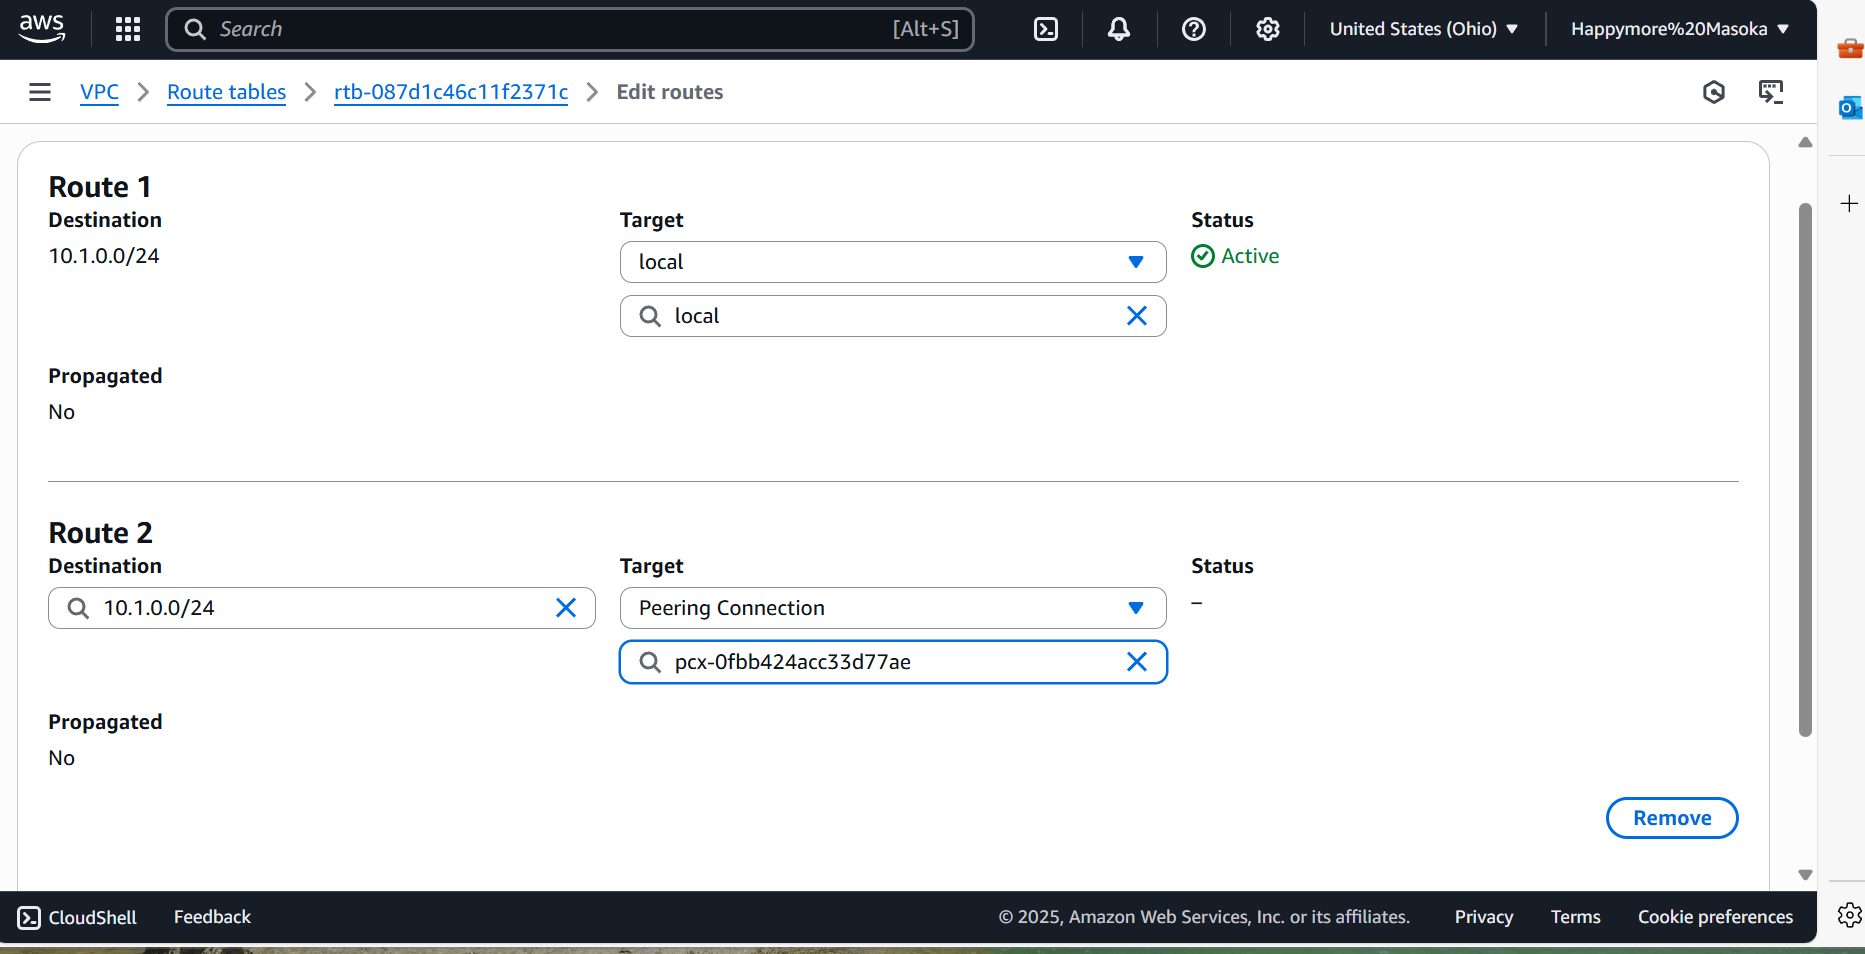 aws
Search [Alt+S] United States (Ohio) Happymore%20Masoka
VPC Route tables rtb-087d1c46c11f2371c Edit routes
Route 1
Destination Target Status
10.1.0.0/24 local Active
local
Propagated
No
Route 2
Destination Target Status
10.1.0.0/24 Peering Connection –
pcx-0fbb424acc33d77ae
Propagated
No
Remove
CloudShell Feedback © 2025, Amazon Web Services, Inc. or its affiliates. Privacy Terms Cookie preferences